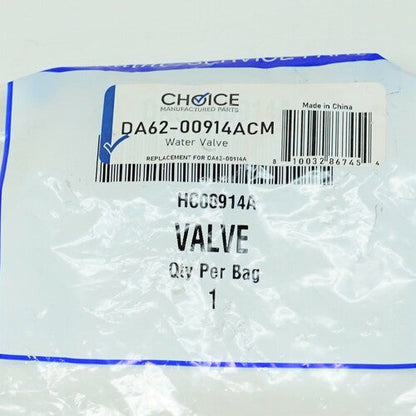 CHOICE
MANUFACTURED PARTS
Made in China
DA62-00914ACM
Water Valve
REPLACEMENT FOR DA62-00914A
8 10032 86745 4
VALVE
Qty Per Bag
1